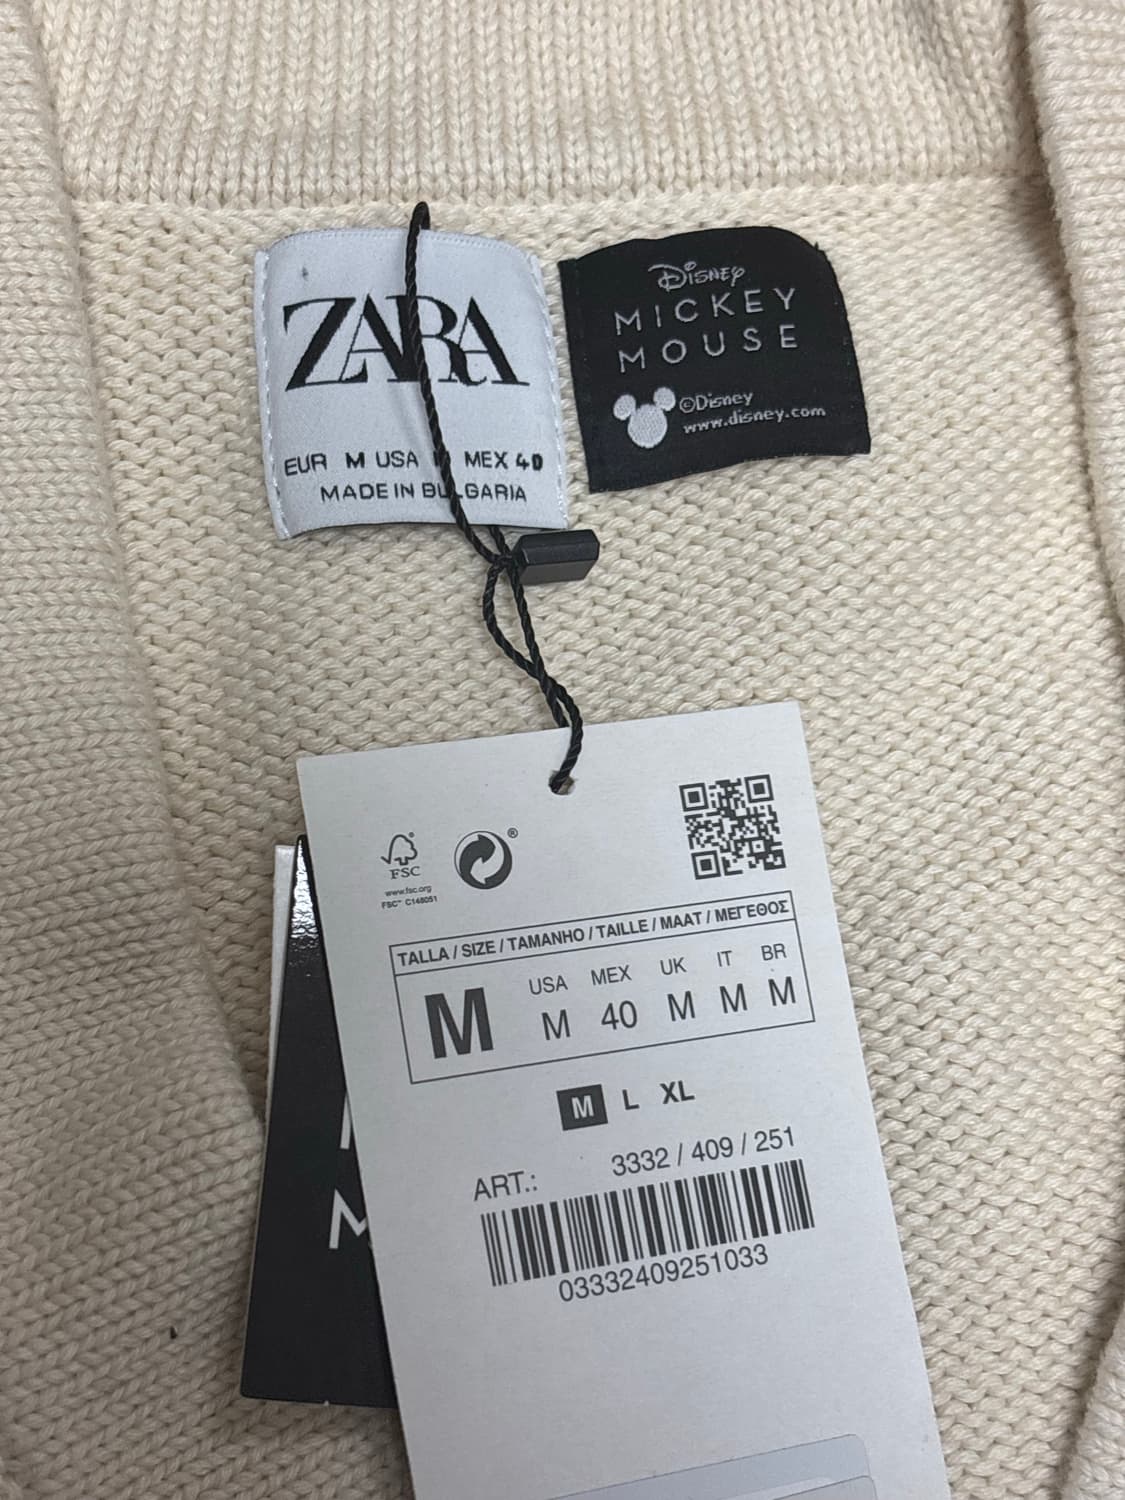 ZARA
EUR M USA MEX 40
MADE IN BULGARIA
Disney
MICKEY
MOUSE
©Disney
www.disney.com
FSC
www.fsc.org
FSC™ C148051
®
TALLA / SIZE / TAMANHO / TAILLE / MAAT / ΜΕΓΕΘΟΣ
M
USA MEX UK IT BR
M 40 M M M
M L XL
ART.: 3332 / 409 / 251
03332409251033
M